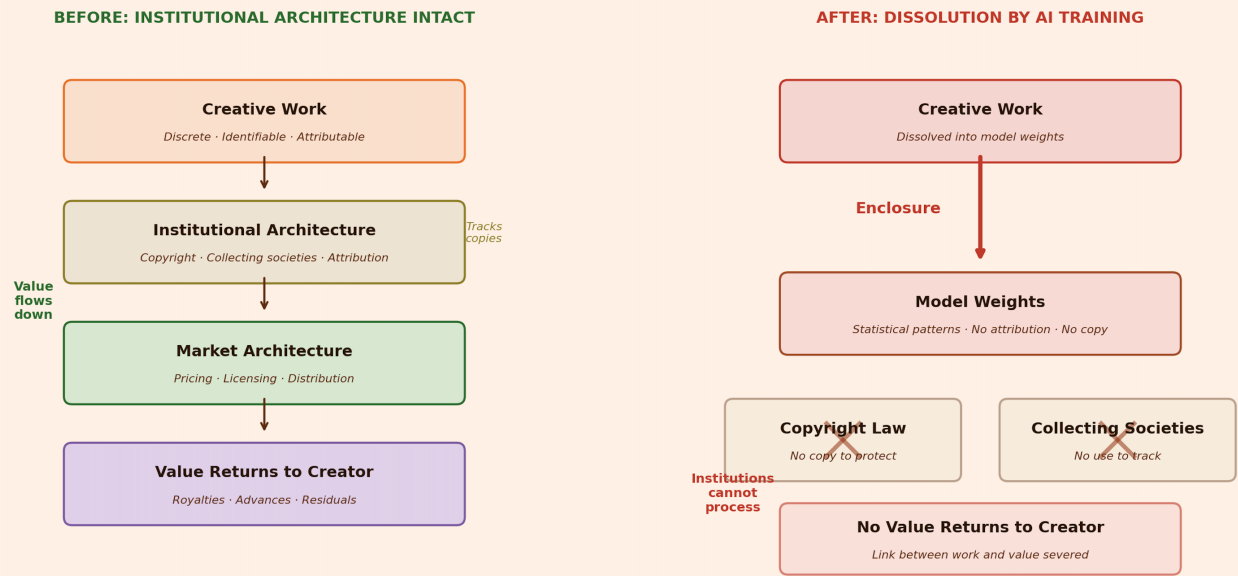 BEFORE: INSTITUTIONAL ARCHITECTURE INTACT
Creative Work
Discrete · Identifiable · Attributable
Institutional Architecture
Copyright · Collecting societies · Attribution
Tracks
copies
Value
flows
down
Market Architecture
Pricing · Licensing · Distribution
Value Returns to Creator
Royalties · Advances · Residuals
AFTER: DISSOLUTION BY AI TRAINING
Creative Work
Dissolved into model weights
Enclosure
Model Weights
Statistical patterns · No attribution · No copy
Copyright Law
No copy to protect
Collecting Societies
No use to track
Institutions
cannot
process
No Value Returns to Creator
Link between work and value severed